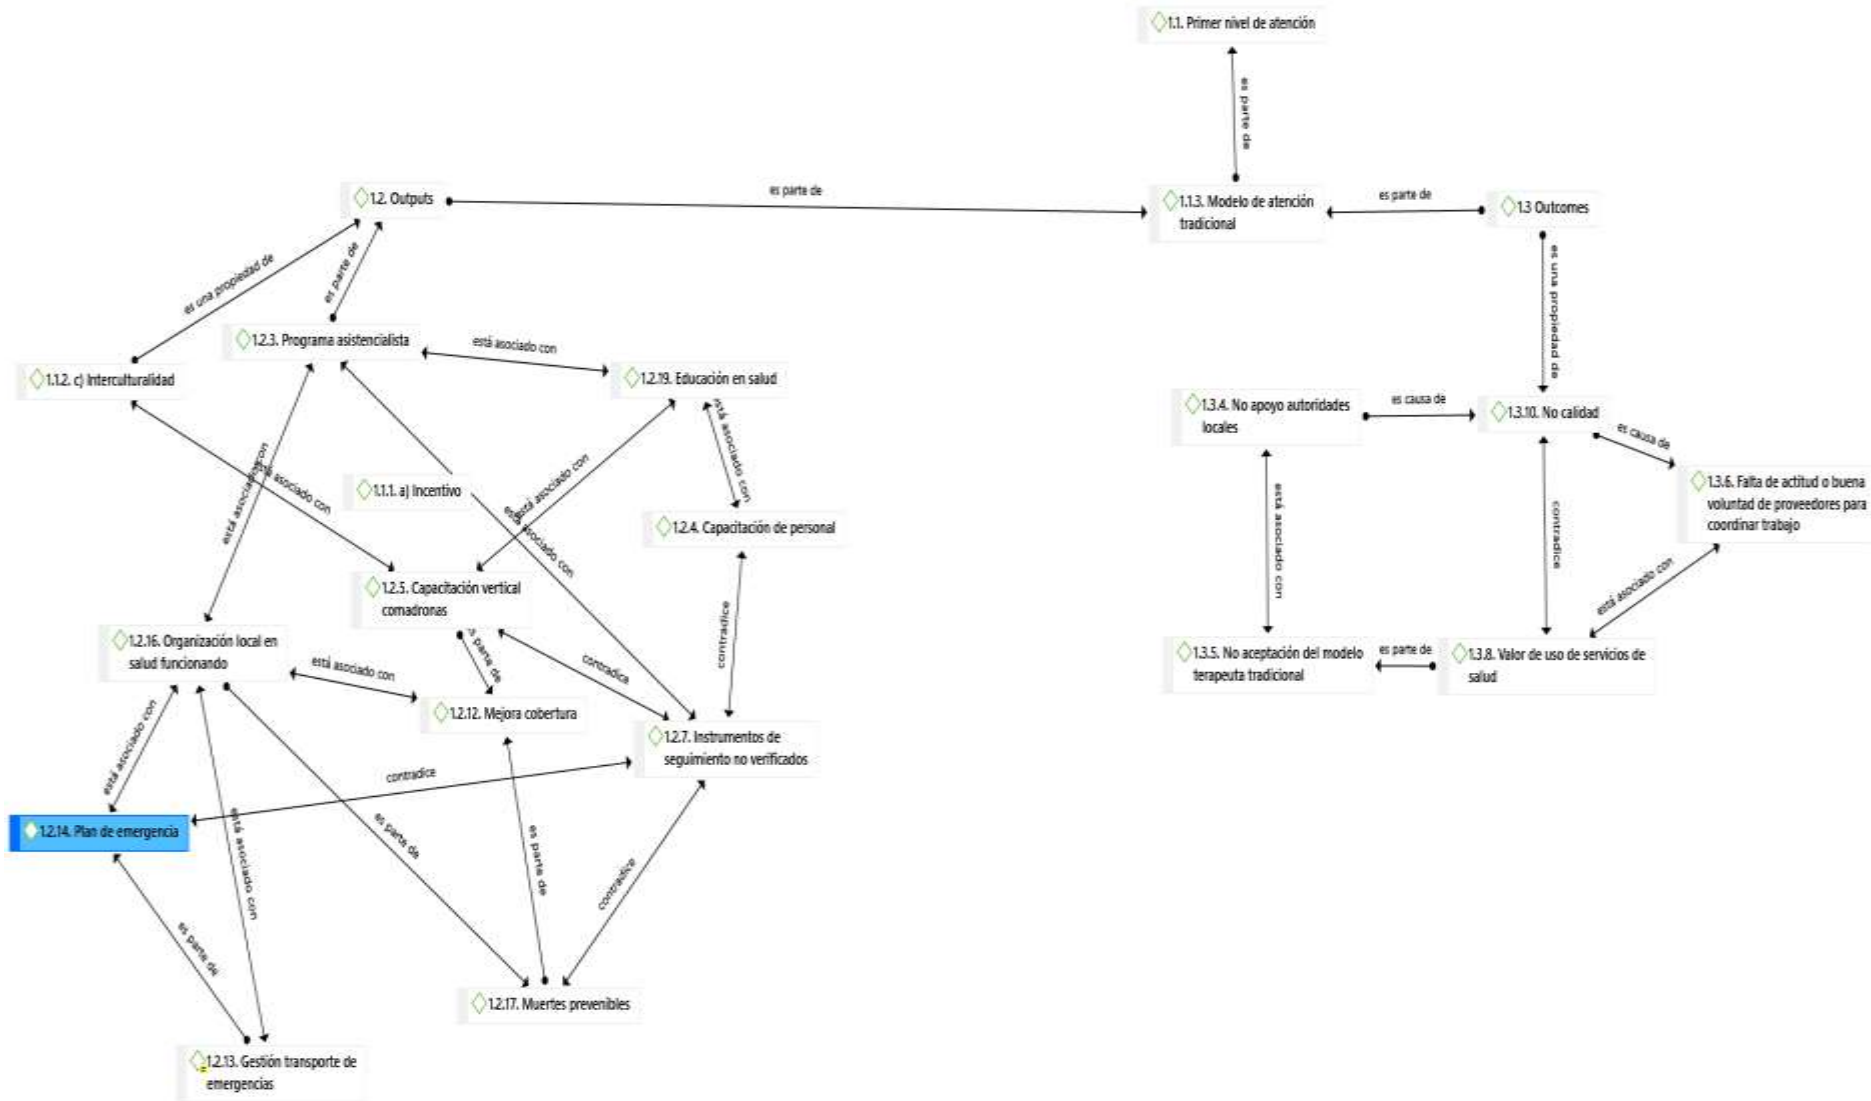 1.1. Primer nivel de atención
es parte de
1.2. Outputs
es parte de
1.1.3. Modelo de atención
tradicional
es parte de
1.3 Outcomes
es una propiedad de
es parte de
es una propiedad de
1.2.3. Programa asistencialista
está asociado con
1.1.2. c) Interculturalidad
1.2.19. Educación en salud
1.3.4. No apoyo autoridades
locales
es causa de
1.3.10. No calidad
es causa de
está asociado con
está asociado con
1.1.1. a) Incentivo
está asociado con
está asociado con
está asociado con
1.2.4. Capacitación de personal
1.3.6. Falta de actitud o buena
voluntad de proveedores para
coordinar trabajo
está asociado con
contradice
está asociado con
1.2.5. Capacitación vertical
comadronas
es parte de
contradice
contradice
1.2.16. Organización local en
salud funcionando
está asociado con
1.2.12. Mejora cobertura
1.2.7. Instrumentos de
seguimiento no verificados
1.3.5. No aceptación del modelo
terapeuta tradicional
es parte de
1.3.8. Valor de uso de servicios de
salud
está asociado con
contradice
1.2.14. Plan de emergencia
está asociado con
es parte de
es parte de
contradice
es parte de
1.2.17. Muertes prevenibles
1.2.13. Gestión transporte de
emergencias